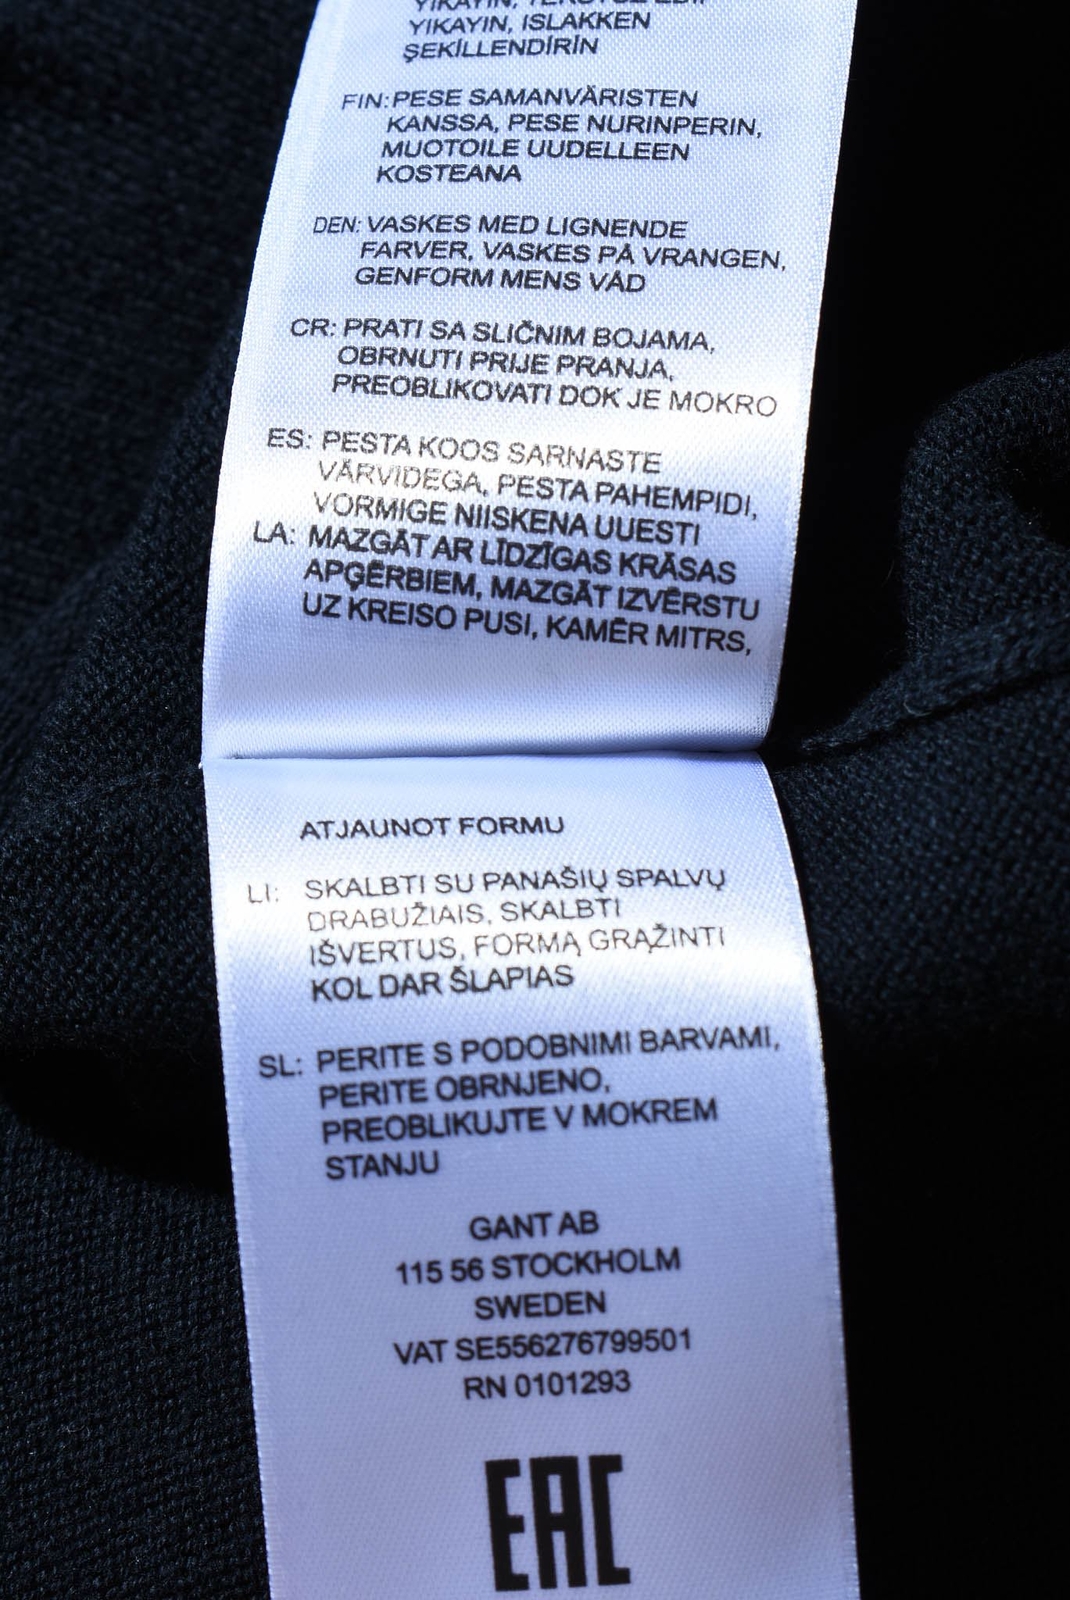 YIKAYIN, ISLAKKEN
ŞEKİLLENDİRİN
FIN: PESE SAMANVÄRISTEN
KANSSA, PESE NURINPERIN,
MUOTOILE UUDELLEEN
KOSTEANA
DEN: VASKES MED LIGNENDE
FARVER, VASKES PÅ VRANGEN,
GENFORM MENS VÅD
CR: PRATI SA SLIČNIM BOJAMA,
OBRNUTI PRIJE PRANJA,
PREOBLIKOVATI DOK JE MOKRO
ES: PESTA KOOS SARNASTE
VÄRVIDEGA, PESTA PAHEMPIDI,
VORMIGE NIISKENA UUESTI
LA: MAZGĀT AR LĪDZĪGAS KRĀSAS
APĢĒRBIEM, MAZGĀT IZVĒRSTU
UZ KREISO PUSI, KAMĒR MITRS,
ATJAUNOT FORMU
LI: SKALBTI SU PANAŠIŲ SPALVŲ
DRABUŽIAIS, SKALBTI
IŠVERTUS, FORMĄ GRĄŽINTI
KOL DAR ŠLAPIAS
SL: PERITE S PODOBNIMI BARVAMI,
PERITE OBRNJENO,
PREOBLIKUJTE V MOKREM
STANJU
GANT AB
115 56 STOCKHOLM
SWEDEN
VAT SE556276799501
RN 0101293
EAC